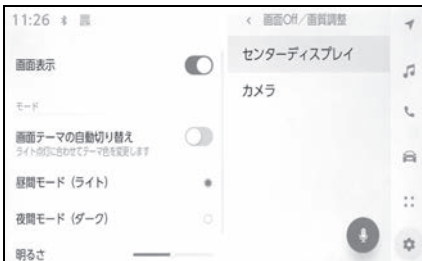 11:26
画面表示
モード
画面テーマの自動切り替え
ライト点灯に合わせてテーマ色を変更します
昼間モード（ライト）
夜間モード（ダーク）
明るさ
< 画面Off／画質調整
センターディスプレイ
カメラ